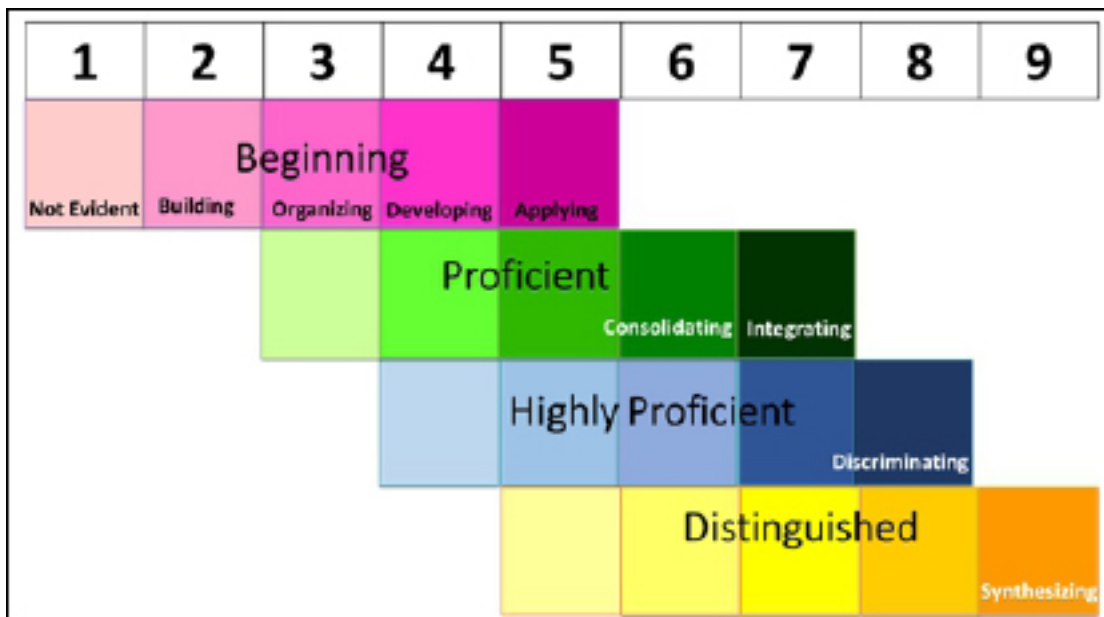 1 2 3 4 5 6 7 8 9
Beginning
Not Evident Building Organizing Developing Applying
Proficient
Consolidating Integrating
Highly Proficient
Discriminating
Distinguished
Synthesizing